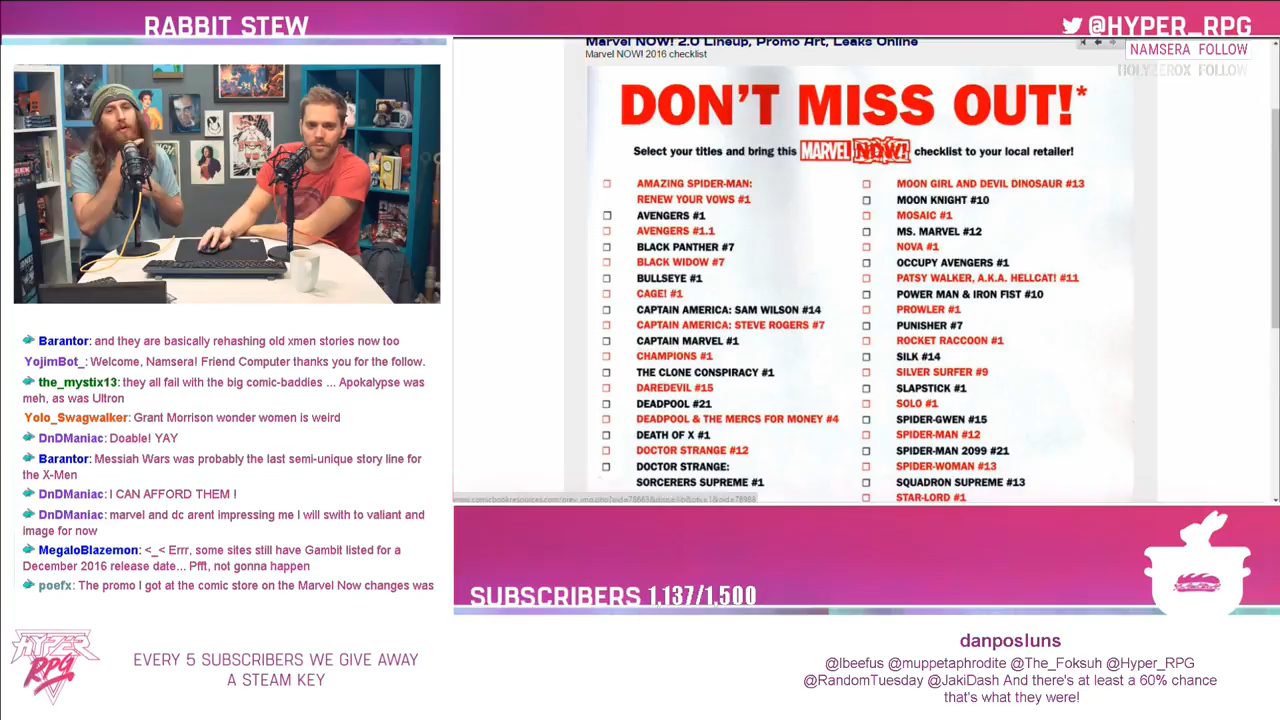 RABBIT STEW
@HYPER_RPG
NAMSERA FOLLOW
HOLYZEROX FOLLOW
Marvel NOW! 2.0 Lineup, Promo Art, Leaks Online
Marvel NOW! 2016 checklist
DON'T MISS OUT!*
Select your titles and bring this MARVEL NOW! checklist to your local retailer!
AMAZING SPIDER-MAN:
RENEW YOUR VOWS #1
AVENGERS #1
AVENGERS #1.1
BLACK PANTHER #7
BLACK WIDOW #7
BULLSEYE #1
CAGE! #1
CAPTAIN AMERICA: SAM WILSON #14
CAPTAIN AMERICA: STEVE ROGERS #7
CAPTAIN MARVEL #1
CHAMPIONS #1
THE CLONE CONSPIRACY #1
DAREDEVIL #15
DEADPOOL #21
DEADPOOL & THE MERCS FOR MONEY #4
DEATH OF X #1
DOCTOR STRANGE #12
DOCTOR STRANGE:
SORCERERS SUPREME #1
MOON GIRL AND DEVIL DINOSAUR #13
MOON KNIGHT #10
MOSAIC #1
MS. MARVEL #12
NOVA #1
OCCUPY AVENGERS #1
PATSY WALKER, A.K.A. HELLCAT! #11
POWER MAN & IRON FIST #10
PROWLER #1
PUNISHER #7
ROCKET RACCOON #1
SILK #14
SILVER SURFER #9
SLAPSTICK #1
SOLO #1
SPIDER-GWEN #15
SPIDER-MAN #12
SPIDER-MAN 2099 #21
SPIDER-WOMAN #13
SQUADRON SUPREME #13
STAR-LORD #1
Barantor: and they are basically rehashing old xmen stories now too
YojimBot_: Welcome, Namsera! Friend Computer thanks you for the follow.
the_mystix13: they all fail with the big comic-baddies ... Apokalypse was
meh, as was Ultron
Yolo_Swagwalker: Grant Morrison wonder women is weird
DnDManiac: Doable! YAY
Barantor: Messiah Wars was probably the last semi-unique story line for
the X-Men
DnDManiac: I CAN AFFORD THEM !
DnDManiac: marvel and dc arent impressing me I will swith to valiant and
image for now
MegaloBlazemon: <_< Errr, some sites still have Gambit listed for a
December 2016 release date... Pfft, not gonna happen
poefx: The promo I got at the comic store on the Marvel Now changes was
SUBSCRIBERS 1,137/1,500
HYPER
RPG
EVERY 5 SUBSCRIBERS WE GIVE AWAY
A STEAM KEY
danposluns
@lbeefus @muppetaphrodite @The_Foksuh @Hyper_RPG
@RandomTuesday @JakiDash And there's at least a 60% chance
that's what they were!